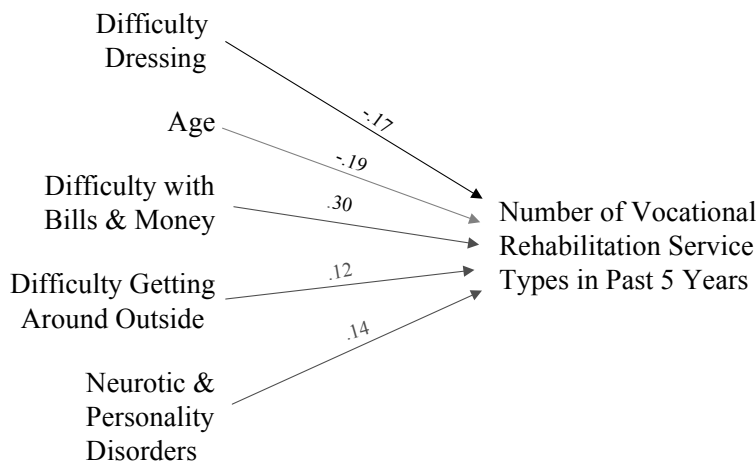 Difficulty
Dressing
-.17
Age
-.19
Difficulty with
Bills & Money
.30
Number of Vocational
Rehabilitation Service
Types in Past 5 Years
Difficulty Getting
Around Outside
.12
.14
Neurotic &
Personality
Disorders